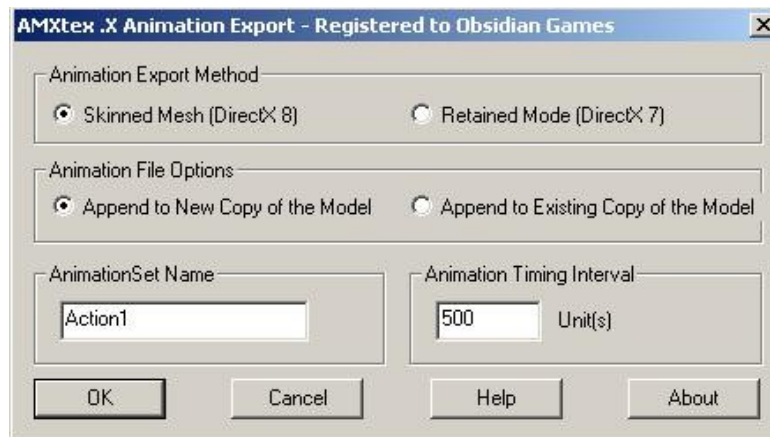 AMXtex .X Animation Export - Registered to Obsidian Games
Animation Export Method
Skinned Mesh (DirectX 8) Retained Mode (DirectX 7)
Animation File Options
Append to New Copy of the Model Append to Existing Copy of the Model
AnimationSet Name Animation Timing Interval
Action1 500 Unit(s)
OK Cancel Help About